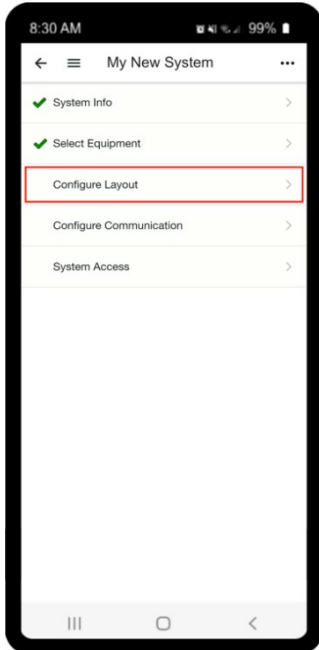 8:30 AM 99%
My New System
System Info
Select Equipment
Configure Layout
Configure Communication
System Access